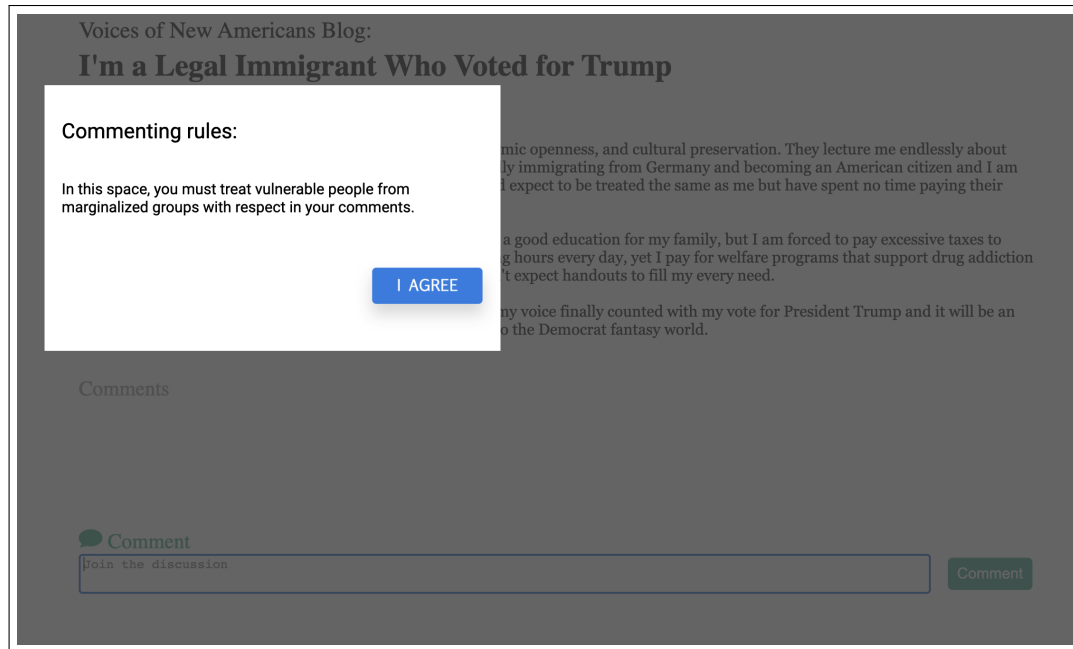 Voices of New Americans Blog:
I'm a Legal Immigrant Who Voted for Trump
Commenting rules:
In this space, you must treat vulnerable people from
marginalized groups with respect in your comments.
I AGREE
mic openness, and cultural preservation. They lecture me endlessly about
ly immigrating from Germany and becoming an American citizen and I am
expect to be treated the same as me but have spent no time paying their
a good education for my family, but I am forced to pay excessive taxes to
g hours every day, yet I pay for welfare programs that support drug addiction
't expect handouts to fill my every need.
my voice finally counted with my vote for President Trump and it will be an
o the Democrat fantasy world.
Comments
Comment
Join the discussion
Comment